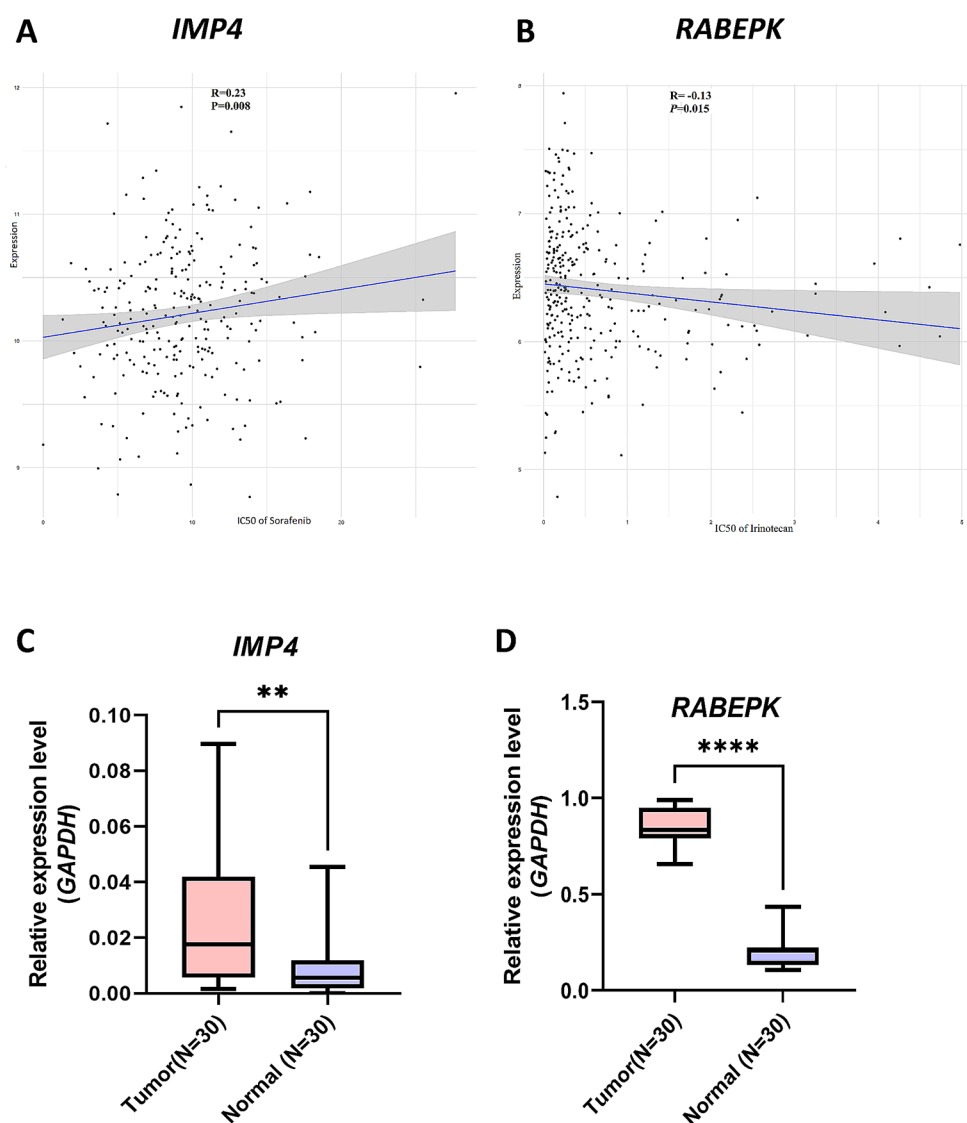 A
IMP4
R=0.23
P=0.008
12
11
10
9
Expression
0
10
20
IC50 of Sorafenib
B
RABEPK
R= -0.13
P=0.015
8
7
6
5
Expression
0
1
2
3
4
5
IC50 of Irinotecan
C
IMP4
**
Relative expression level
(GAPDH)
0.10
0.08
0.06
0.04
0.02
0.00
Tumor(N=30)
Normal (N=30)
D
RABEPK
****
Relative expression level
(GAPDH)
1.5
1.0
0.5
0.0
Tumor(N=30)
Normal (N=30)